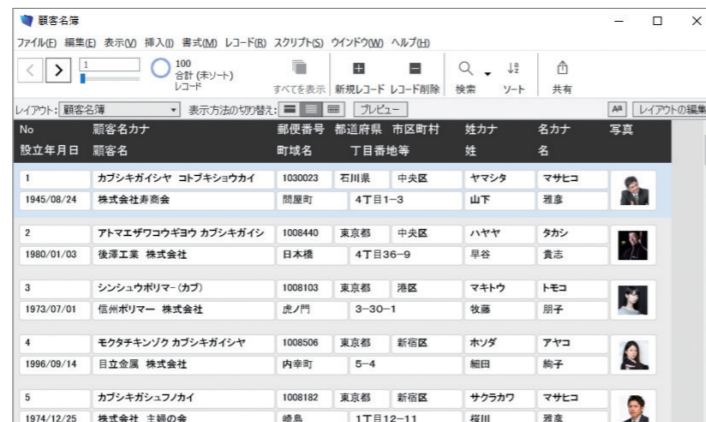 顧客名簿
ファイル(F) 編集(E) 表示(V) 挿入(I) 書式(M) レコード(R) スクリプト(S) ウインドウ(W) ヘルプ(H)
1
100
合計 (未ソート)
レコード
すべてを表示 新規レコード レコード削除 検索 ソート 共有
レイアウト: 顧客名簿 表示方法の切り替え: プレビュー Aa レイアウトの編集
No 顧客名カナ 郵便番号 都道府県 市区町村 姓カナ 名カナ 写真
設立年月日 顧客名 町域名 丁目番地等 姓 名
1 カブシキガイシヤ コトブキショウカイ 1030023 石川県 中央区 ヤマシタ マサヒコ
1945/08/24 株式会社寿商会 問屋町 4丁目1-3 山下 雅彦
2 アトマエザワコウギヨウ カブシキガイシ 1008440 東京都 中央区 ハヤヤ タカシ
1980/01/03 後澤工業 株式会社 日本橋 4丁目36-9 早谷 貴志
3 シンシュウポリマー(カブ) 1008103 東京都 港区 マキトウ トモコ
1973/07/01 信州ポリマー 株式会社 虎ノ門 3-30-1 牧藤 朋子
4 モクタチキンゾク カブシキガイシヤ 1008506 東京都 新宿区 ホソダ アヤコ
1996/09/14 目立金属 株式会社 内幸町 5-4 細田 絢子
5 カブシキガシュフノカイ 1008182 東京都 新宿区 サクラカワ マサヒコ
1974/12/25 株式会社 主婦の会 1丁目12-11 桜川 雅彦